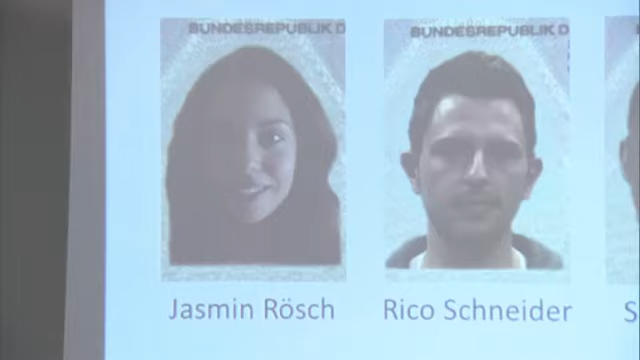 BUNDESREPUBLIK D
BUNDESREPUBLIK D
Jasmin Rösch
Rico Schneider
S